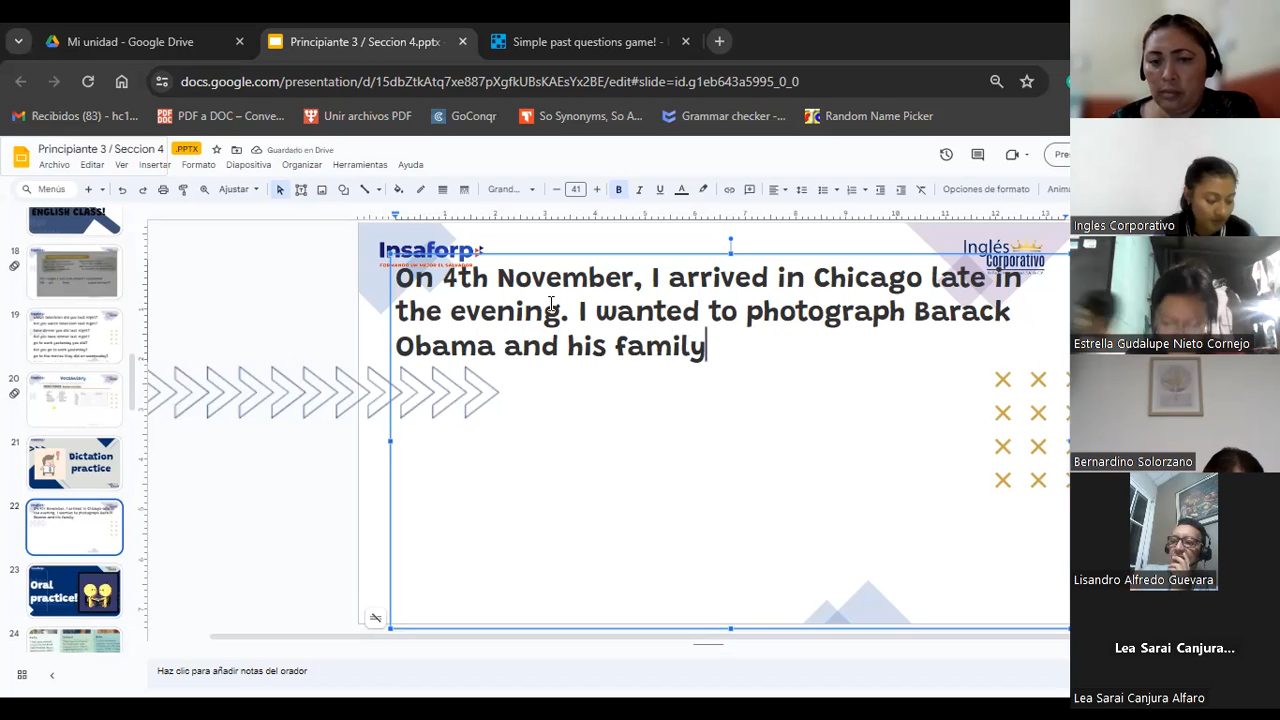 Mi unidad - Google Drive
Principiante 3 / Seccion 4.pptx
Simple past questions game! -
docs.google.com/presentation/d/15dbZtkAtq7xe887pXgfkUBsKAEsYx2BE/edit#slide=id.g1eb643a5995_0_0
Recibidos (83) - hc1...
PDF a DOC – Conve...
Unir archivos PDF
GoConqr
So Synonyms, So A...
Grammar checker -...
Random Name Picker
Principiante 3 / Seccion 4
.PPTX
Guardado en Drive
Archivo Editar Ver Insertar Formato Diapositiva Organizar Herramientas Ayuda
Menús
Ajustar
Grand...
41
Opciones de formato
ENGLISH CLASS!
18
19
20
Vocabulary
21
Dictation
practice
22
23
Oral
practice!
24
Insaforp
FORMANDO UN MEJOR EL SALVADOR
Inglés
Corporativo
On 4th November, I arrived in Chicago late in
the evening. I wanted to photograph Barack
Obama and his family
Haz clic para añadir notas del orador
Ingles Corporativo
Estrella Gudalupe Nieto Cornejo
Bernardino Solorzano
Lisandro Alfredo Guevara
Lea Sarai Canjura...
Lea Sarai Canjura Alfaro